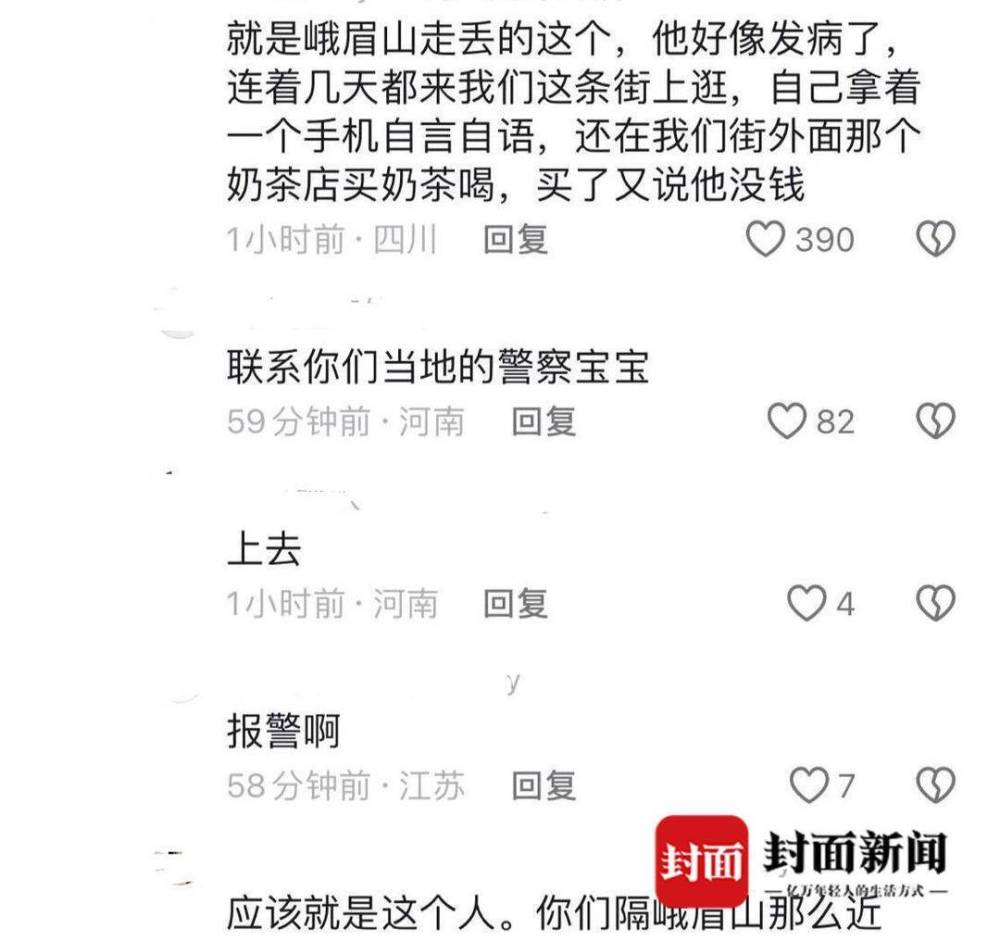 就是峨眉山走丢的这个，他好像发病了，
连着几天都来我们这条街上逛，自己拿着
一个手机自言自语，还在我们街外面那个
奶茶店买奶茶喝，买了又说他没钱
1小时前·四川 回复 390
联系你们当地的警察宝宝
59分钟前·河南 回复 82
上去
1小时前·河南 回复 4
y
报警啊
58分钟前·江苏 回复 7
封面 封面新闻
亿万年轻人的生活方式
应该就是这个人。你们隔峨眉山那么近